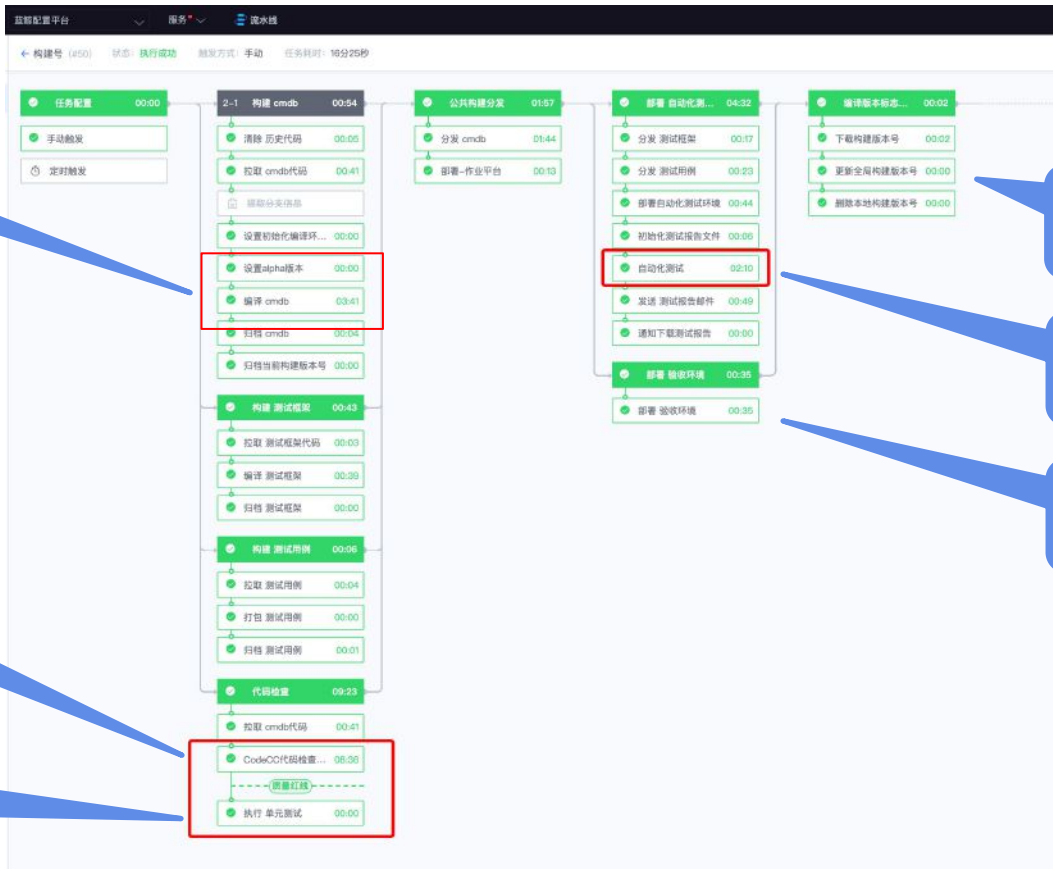 蓝鲸配置平台 服务 流水线
构建号 (#50) 状态: 执行成功 触发方式: 手动 任务耗时: 16分25秒
任务配置 00:00
手动触发
定时触发
2-1 构建 cmdb 00:54
清除 历史代码 00:05
拉取 cmdb代码 00:41
提取分支信息
设置初始化编译环... 00:00
设置alpha版本 00:00
编译 cmdb 03:41
归档 cmdb 00:04
归档当前构建版本号 00:00
构建 测试框架 00:43
拉取 测试框架代码 00:03
编译 测试框架 00:39
归档 测试框架 00:00
构建 测试用例 00:06
拉取 测试用例 00:04
打包 测试用例 00:00
归档 测试用例 00:01
代码检查 09:23
拉取 cmdb代码 00:41
CodeCC代码检查...
质量红线
执行 单元测试 00:00
公共构建分发 01:57
分发 cmdb 01:44
部署-作业平台 00:13
部署 自动化测... 04:32
分发 测试框架 00:17
分发 测试用例 00:23
部署自动化测试环境 00:44
初始化测试报告文件 00:06
自动化测试 02:10
发送 测试报告邮件 00:49
通知下载测试报告 00:00
部署 验收环境 00:35
部署 验收环境 00:35
编译版本标志... 00:02
下载构建版本号 00:02
更新全局构建版本号 00:00
删除本地构建版本号 00:00